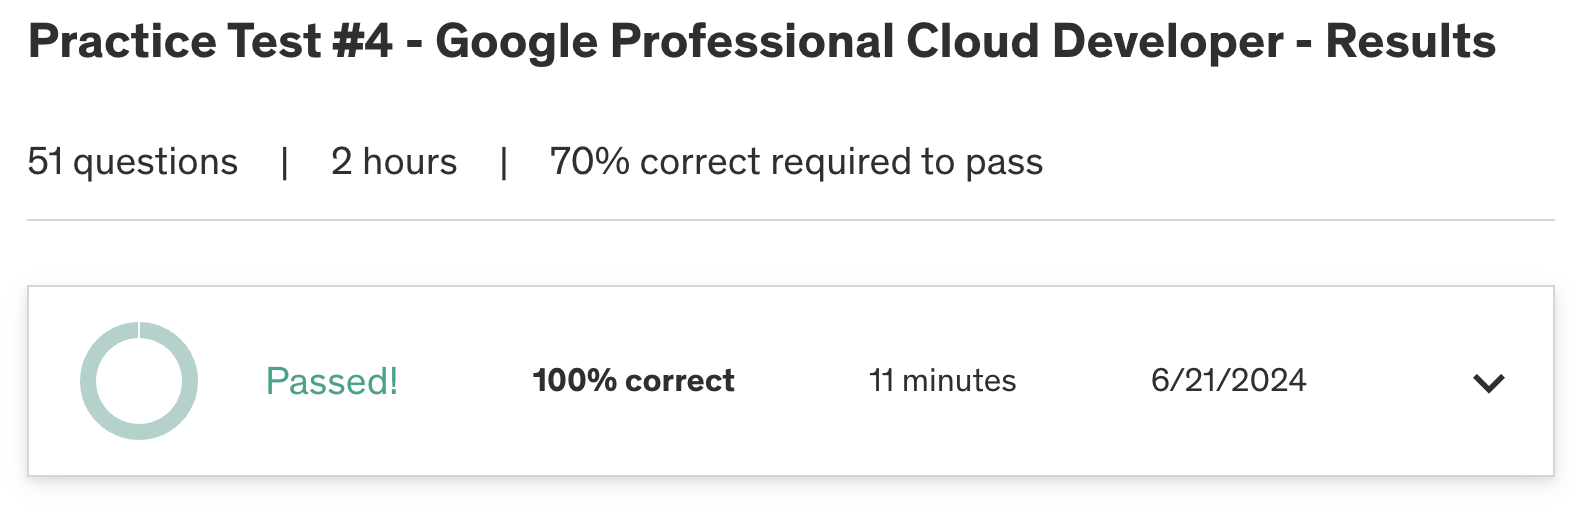 Practice Test #4 - Google Professional Cloud Developer - Results
51 questions | 2 hours | 70% correct required to pass
Passed! 100% correct 11 minutes 6/21/2024